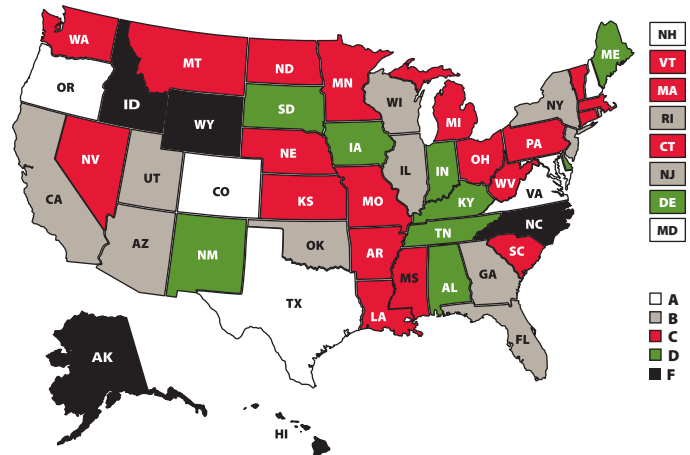 WA
MT
ND
MN
OR
ID
SD
WI
WY
NV
UT
CO
NE
IA
CA
AZ
NM
KS
OK
TX
MO
AR
LA
IL
IN
MI
OH
KY
TN
MS
AL
GA
FL
SC
NC
VA
WV
PA
NY
ME
AK
HI
NH
VT
MA
RI
CT
NJ
DE
MD
A
B
C
D
F